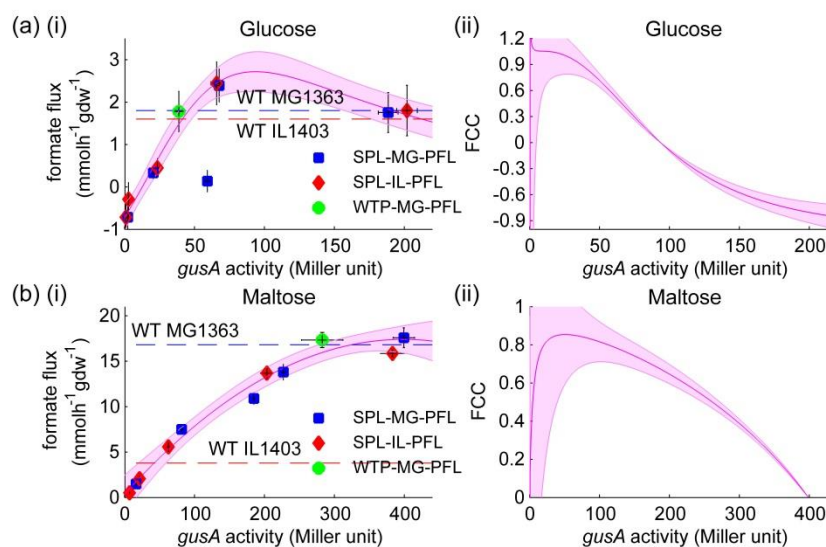 (a) (i) Glucose
formate flux
(mmolh⁻¹ gdw⁻¹)
3
2
1
0
-1
WT MG1363
WT IL1403
SPL-MG-PFL
SPL-IL-PFL
WTP-MG-PFL
0 50 100 150 200
gusA activity (Miller unit)
(ii) Glucose
FCC
1.2
0.9
0.6
0.3
0
-0.3
-0.6
-0.9
0 50 100 150 200
gusA activity (Miller unit)
(b) (i) Maltose
formate flux
(mmolh⁻¹ gdw⁻¹)
20
15
10
5
0
WT MG1363
WT IL1403
SPL-MG-PFL
SPL-IL-PFL
WTP-MG-PFL
0 100 200 300 400
gusA activity (Miller unit)
(ii) Maltose
FCC
1
0.8
0.6
0.4
0.2
0
0 100 200 300 400
gusA activity (Miller unit)